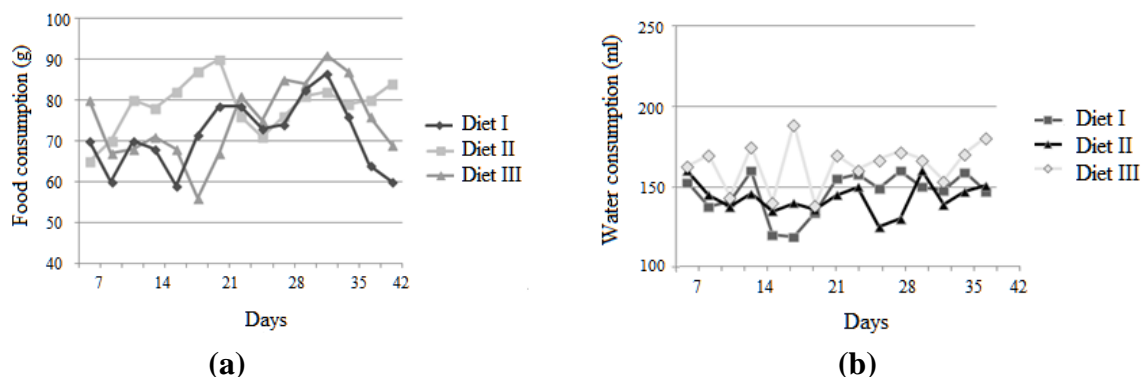 Food consumption (g)
100
90
80
70
60
50
40
7 14 21 28 35 42
Days
Diet I
Diet II
Diet III
(a)
Water consumption (ml)
250
200
150
100
7 14 21 28 35 42
Days
Diet I
Diet II
Diet III
(b)